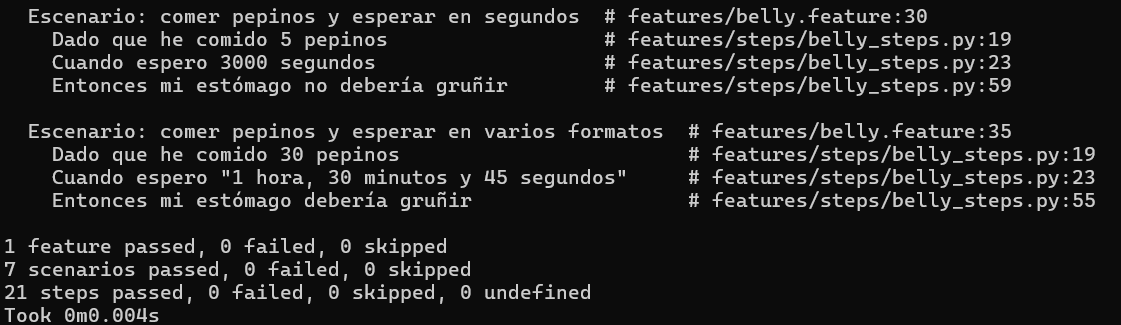 Escenario: comer pepinos y esperar en segundos  # features/belly.feature:30
Dado que he comido 5 pepinos  # features/steps/belly_steps.py:19
Cuando espero 3000 segundos  # features/steps/belly_steps.py:23
Entonces mi estómago no debería gruñir  # features/steps/belly_steps.py:59
Escenario: comer pepinos y esperar en varios formatos  # features/belly.feature:35
Dado que he comido 30 pepinos  # features/steps/belly_steps.py:19
Cuando espero "1 hora, 30 minutos y 45 segundos"  # features/steps/belly_steps.py:23
Entonces mi estómago debería gruñir  # features/steps/belly_steps.py:55
1 feature passed, 0 failed, 0 skipped
7 scenarios passed, 0 failed, 0 skipped
21 steps passed, 0 failed, 0 skipped, 0 undefined
Took 0m0.004s